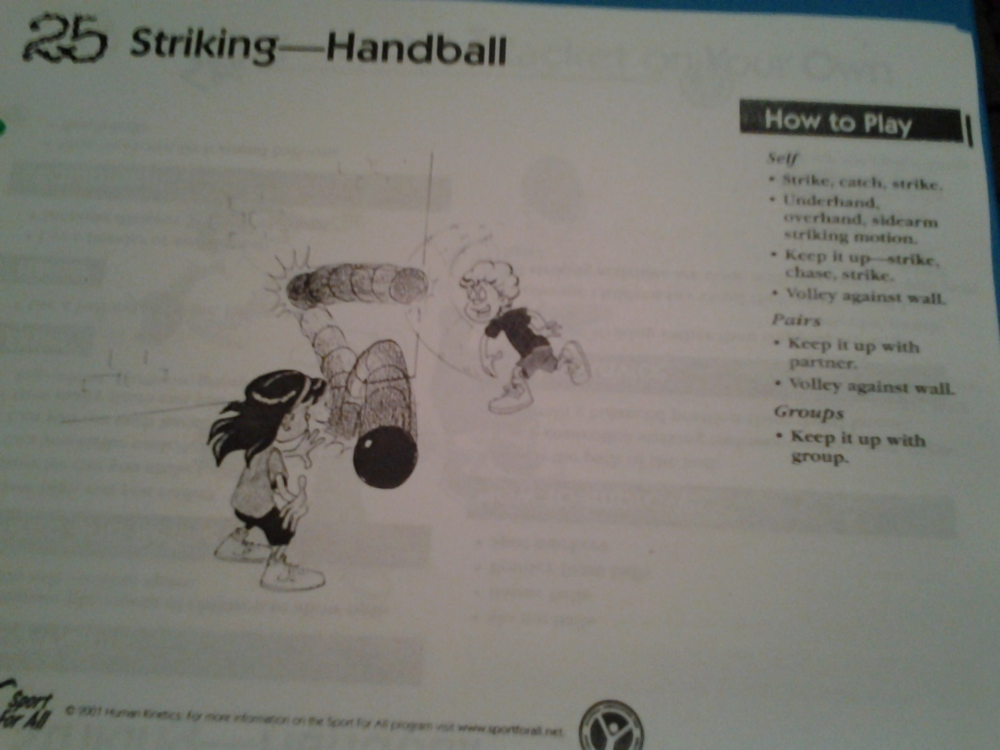 25 Striking—Handball
How to Play
Self
• Strike, catch, strike.
• Underhand,
overhand, sidearm
striking motion.
• Keep it up—strike,
chase, strike.
• Volley against wall.
Pairs
• Keep it up with
partner.
• Volley against wall.
Groups
• Keep it up with
group.
Sport
For All
© 2001 Human Kinetics. For more information on the Sport For All program visit www.sportforall.net